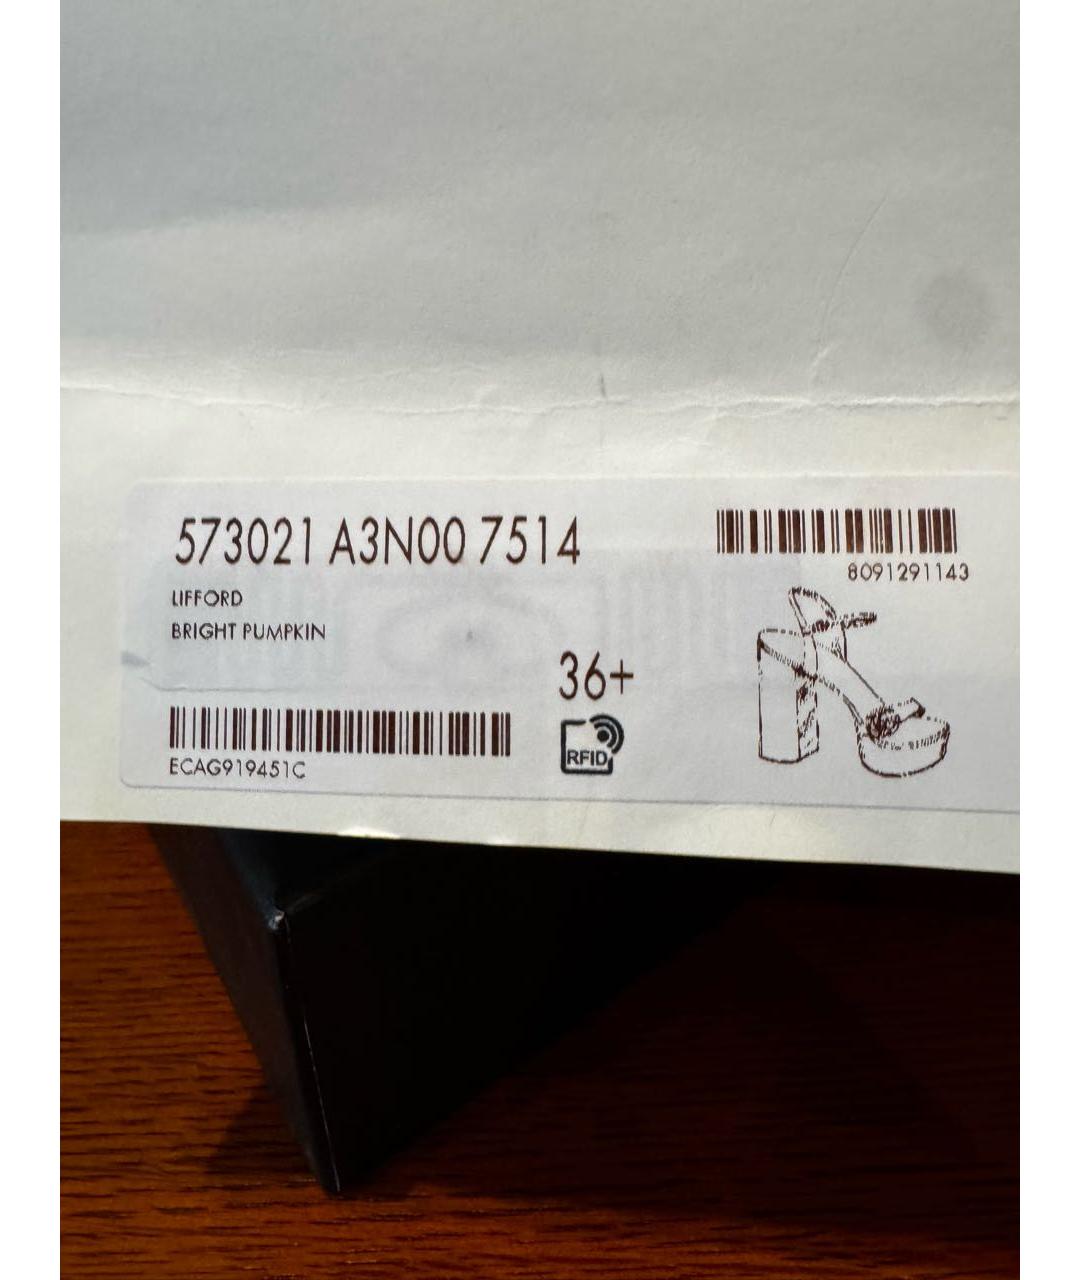 573021 A3N00 7514
8091291143
LIFFORD
BRIGHT PUMPKIN
36+
RFID
ECAG919451C